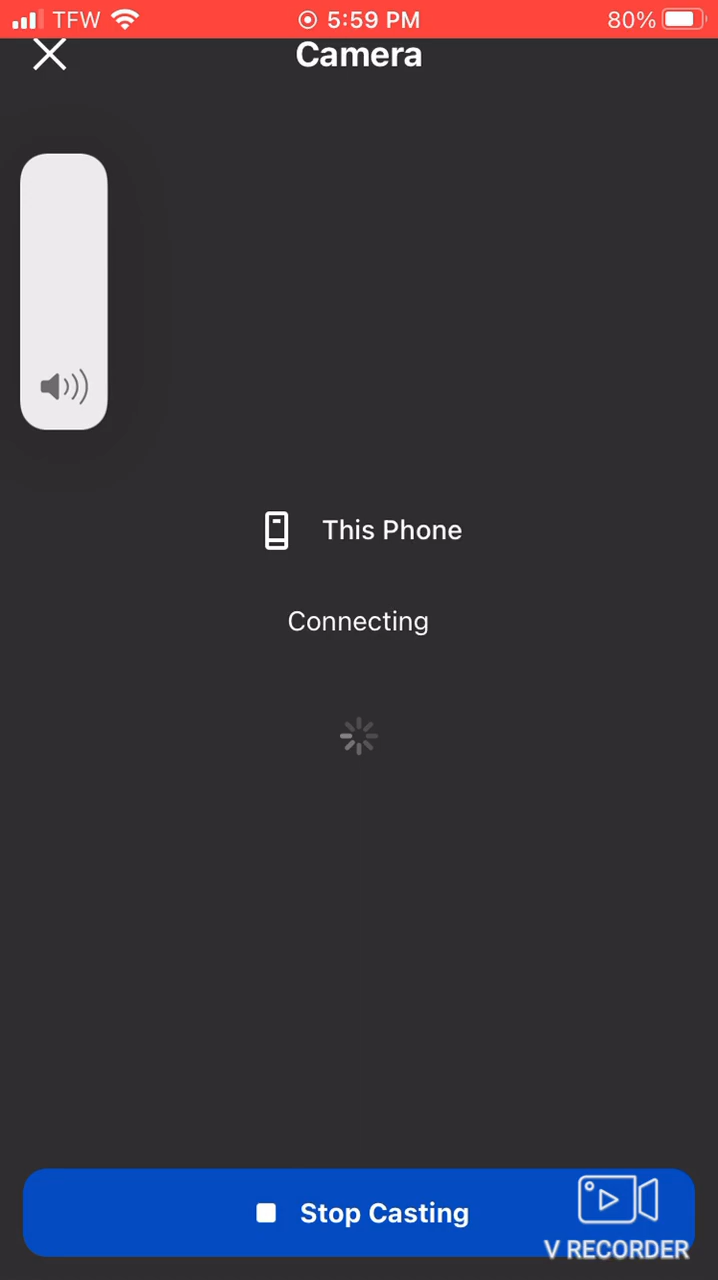 TFW 5:59 PM 80%
Camera
This Phone
Connecting
Stop Casting
V RECORDER